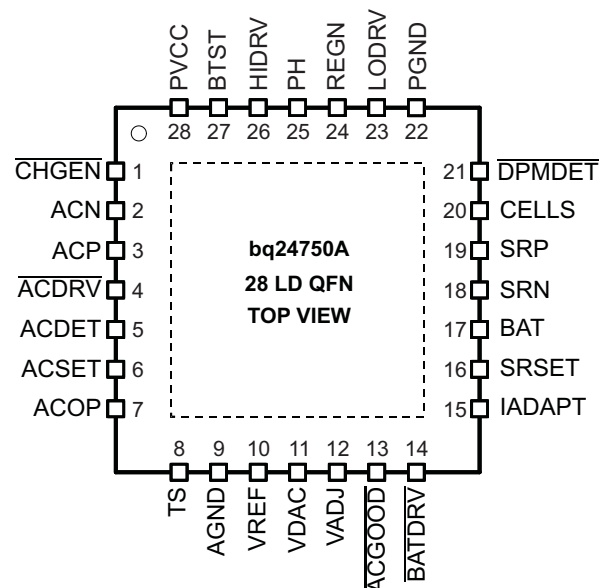 PVCC
BTST
HIDRV
PH
REGN
LODRV
PGND
28 27 26 25 24 23 22
CHGEN 1
ACN 2
ACP 3
ACDRV 4
ACDET 5
ACSET 6
ACOP 7
bq24750A
28 LD QFN
TOP VIEW
21 DPMDET
20 CELLS
19 SRP
18 SRN
17 BAT
16 SRSET
15 IADAPT
8 9 10 11 12 13 14
TS
AGND
VREF
VDAC
VADJ
ACGOOD
BATDRV